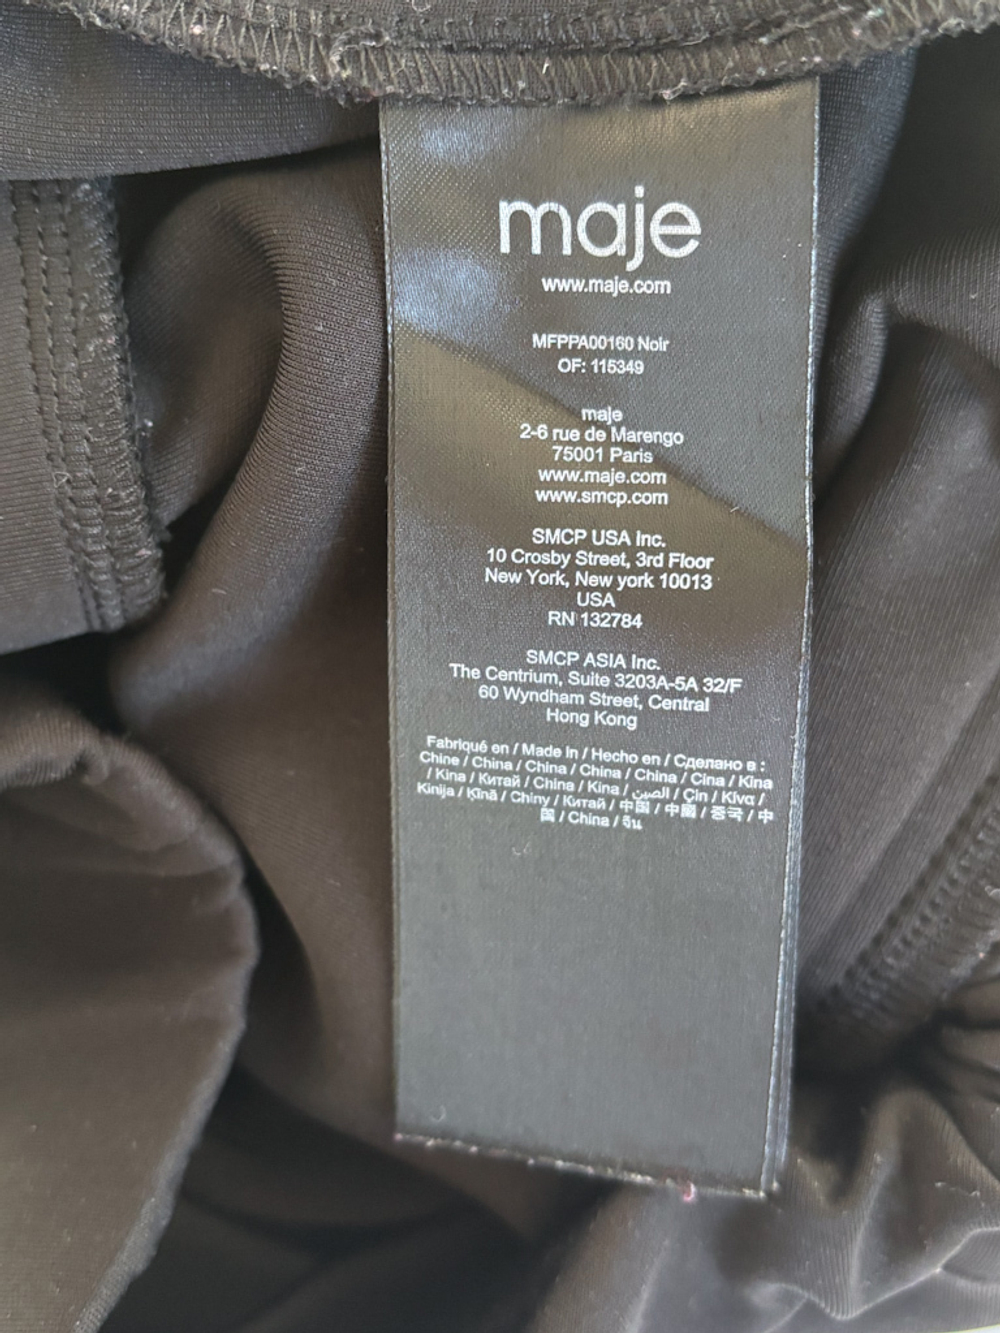 maje
www.maje.com
MFPPA00160 Noir
OF: 115349
maje
2-6 rue de Marengo
75001 Paris
www.maje.com
www.smcp.com
SMCP USA Inc.
10 Crosby Street, 3rd Floor
New York, New york 10013
USA
RN 132784
SMCP ASIA Inc.
The Centrium, Suite 3203A-5A 32/F
60 Wyndham Street, Central
Hong Kong
Fabriqué en / Made in / Hecho en / Сделано в :
Chine / China / China / China / China / Cina / Kina
/ Kina / Китай / China / Kina / الصين / Çin / Κίνα /
Kinija / Ķīnā / Chiny / Китай / 中国 / 中國 / 중국 / 中
国 / China / จีน